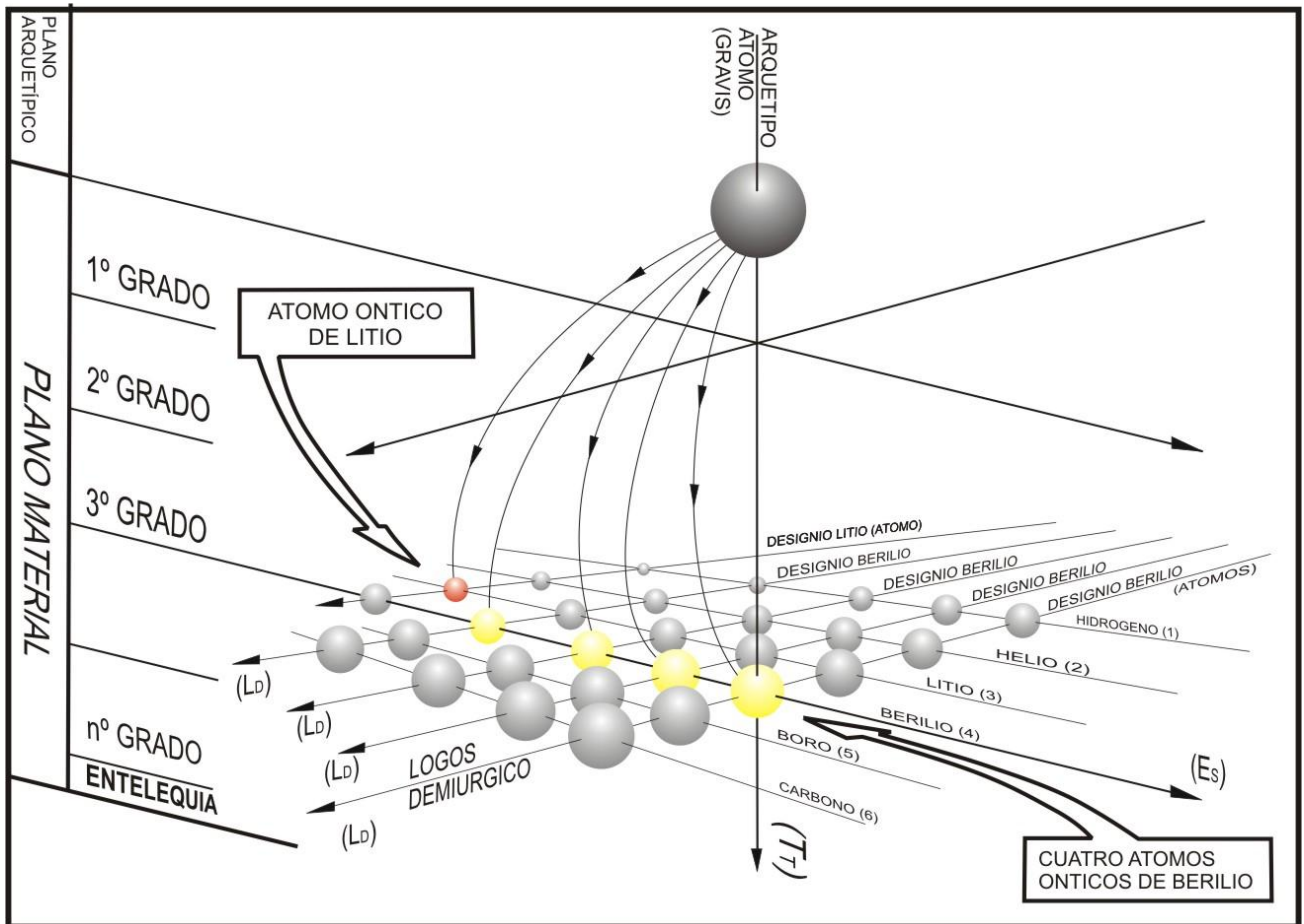 PLANO
ARQUETÍPICO
ARQUETIPO
ATOMO
(GRAVIS)
PLANO MATERIAL
1º GRADO
2º GRADO
3º GRADO
nº GRADO
ENTELEQUIA
ATOMO ONTICO
DE LITIO
DESIGNIO LITIO (ATOMO)
DESIGNIO BERILIO
DESIGNIO BERILIO
DESIGNIO BERILIO
DESIGNIO BERILIO
(ATOMOS)
HIDROGENO (1)
HELIO (2)
LITIO (3)
BERILIO (4)
BORO (5)
CARBONO (6)
(LD)
(LD)
(LD)
(LD)
LOGOS
DEMIURGICO
(TT)
(ES)
CUATRO ATOMOS
ONTICOS DE BERILIO